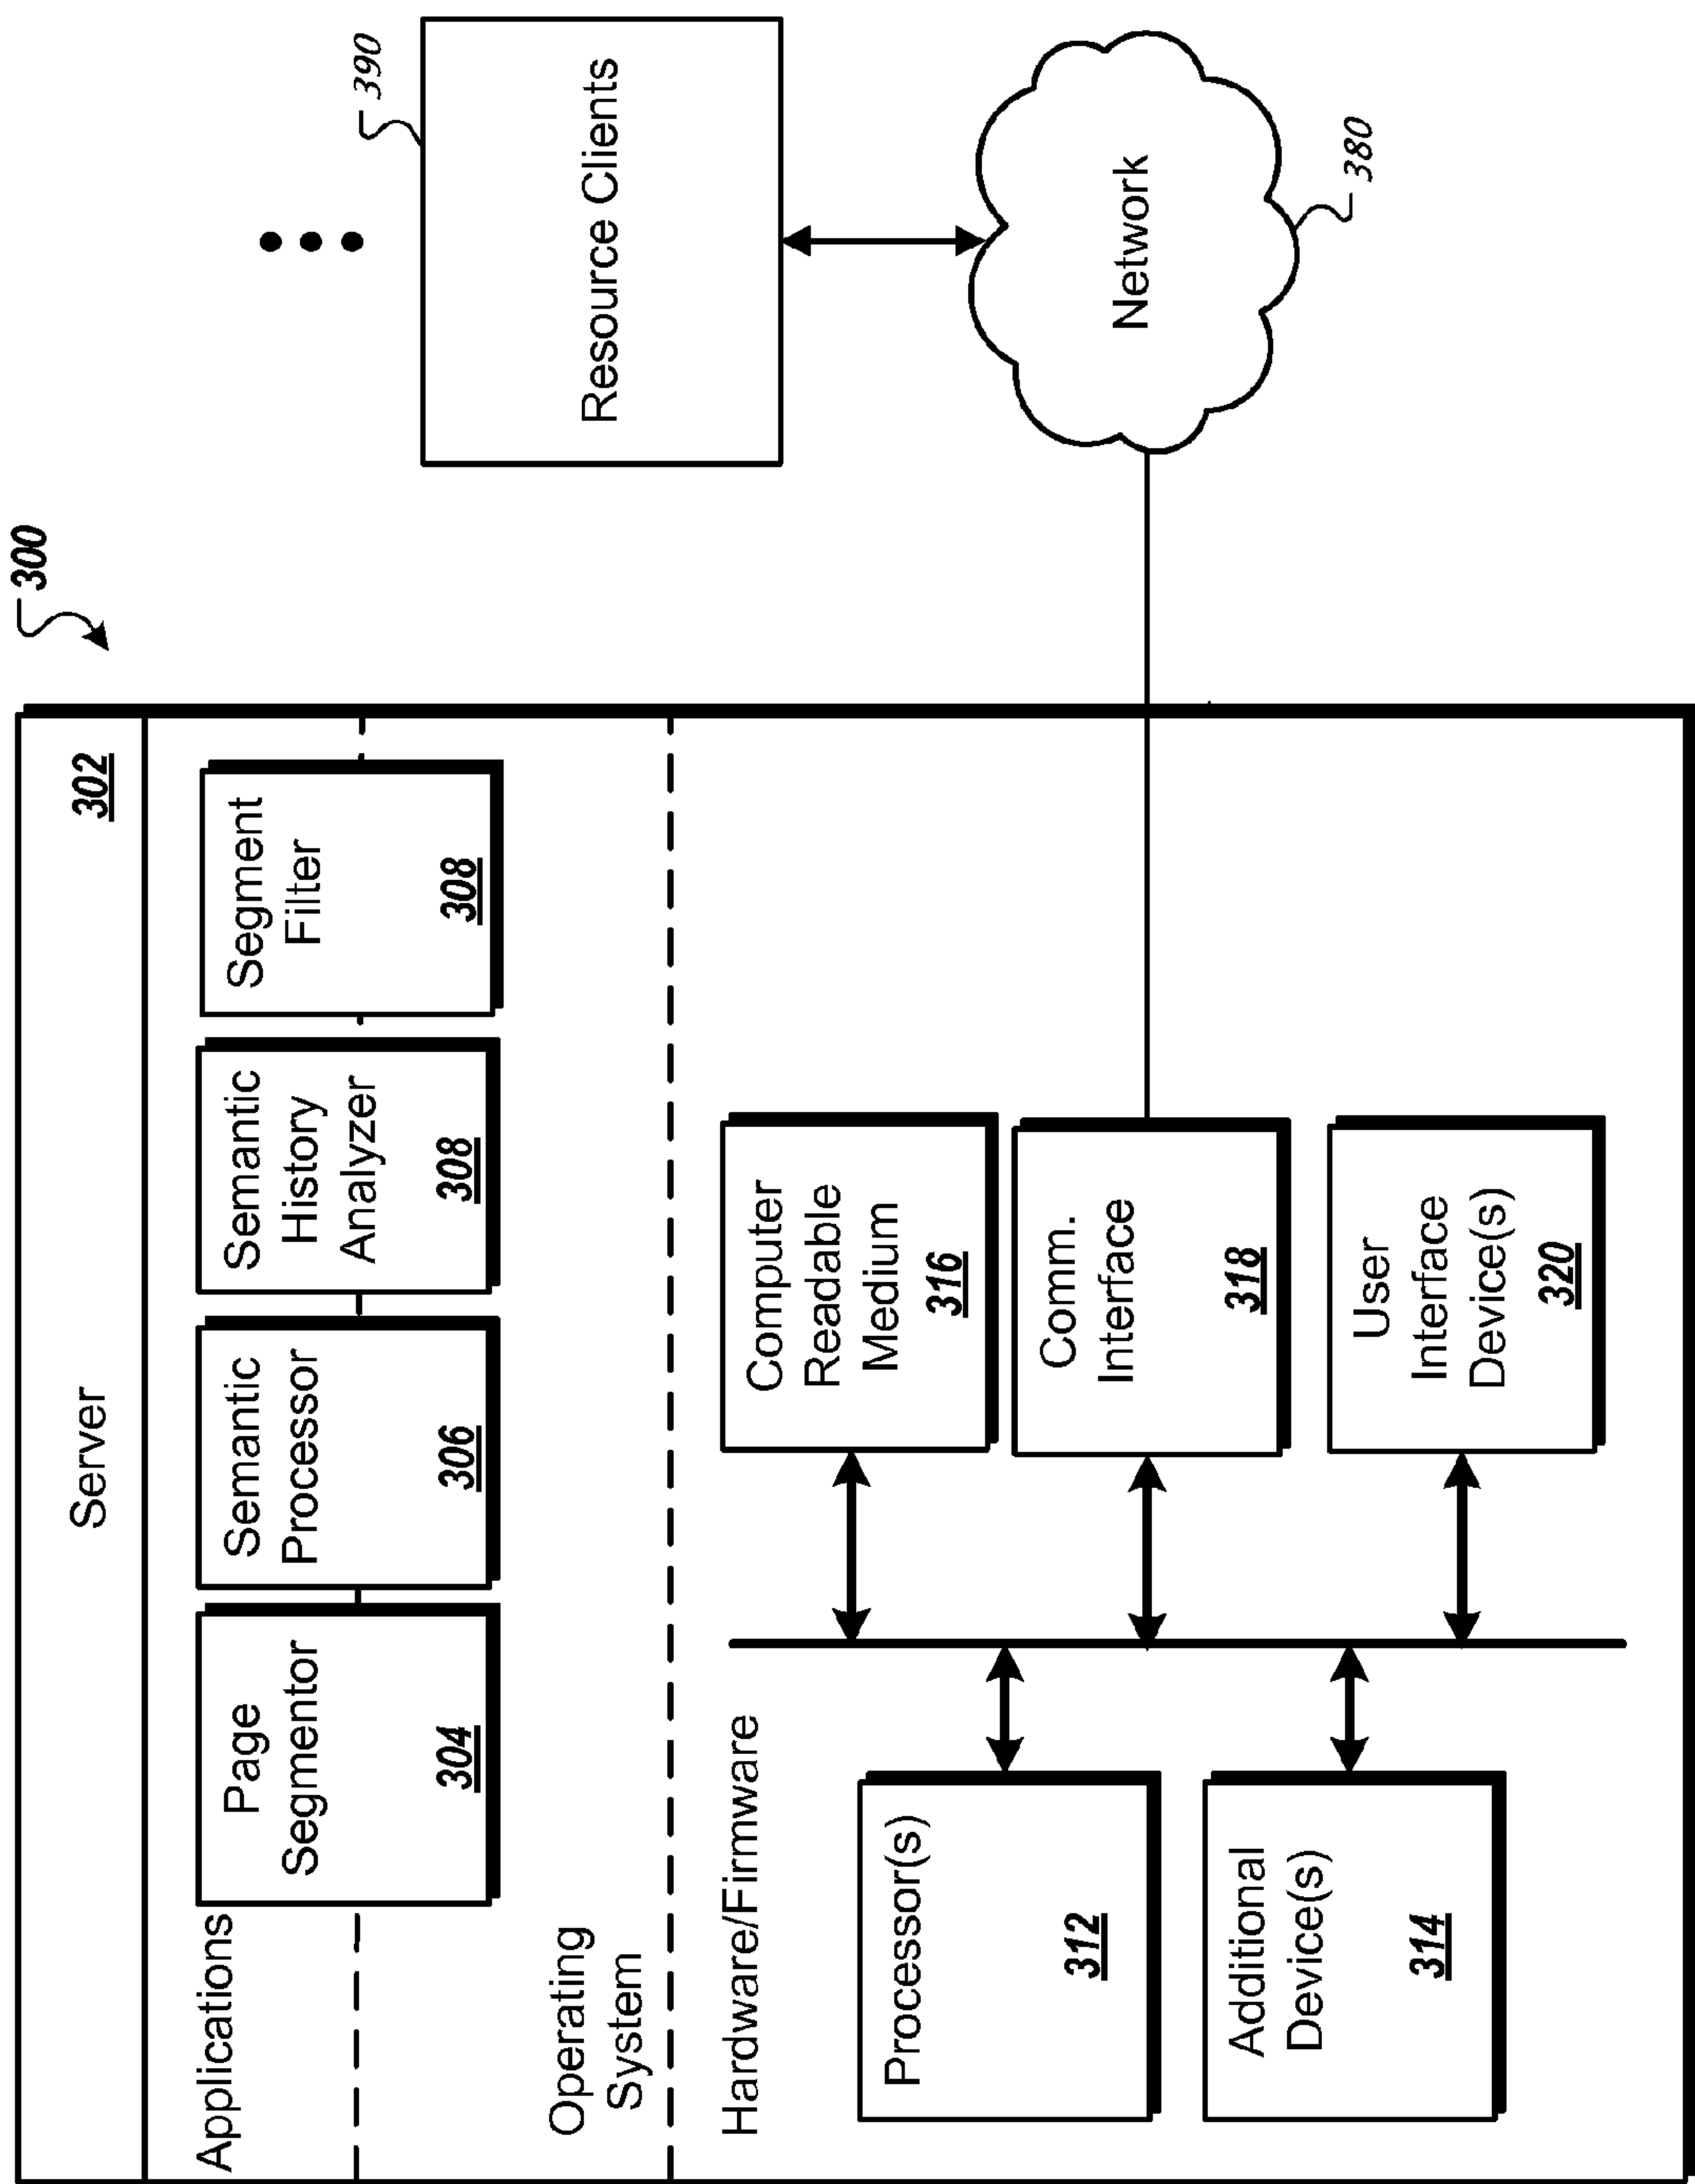 300
Server
302
Applications
Page
Segmentor
304
Semantic
Processor
306
Semantic
History
Analyzer
308
Segment
Filter
308
Operating
System
Hardware/Firmware
Processor(s)
312
Additional
Device(s)
314
Computer
Readable
Medium
316
Comm.
Interface
318
User
Interface
Device(s)
320
390
Resource Clients
Network
380